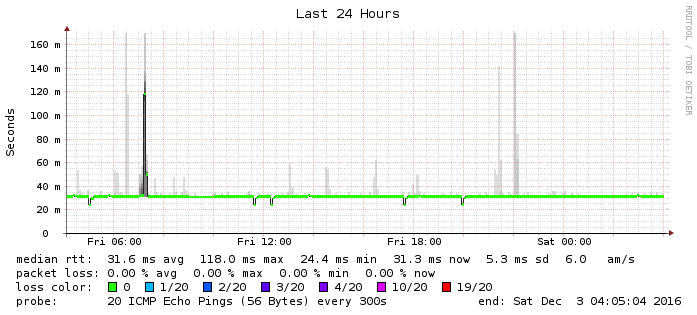 Last 24 Hours
RRDTOOL / TOBI OETIKER
Seconds
160 m
140 m
120 m
100 m
80 m
60 m
40 m
20 m
0
Fri 06:00 Fri 12:00 Fri 18:00 Sat 00:00
median rtt: 31.6 ms avg 118.0 ms max 24.4 ms min 31.3 ms now 5.3 ms sd 6.0 am/s
packet loss: 0.00 % avg 0.00 % max 0.00 % min 0.00 % now
loss color: 0 1/20 2/20 3/20 4/20 10/20 19/20
probe: 20 ICMP Echo Pings (56 Bytes) every 300s end: Sat Dec 3 04:05:04 2016